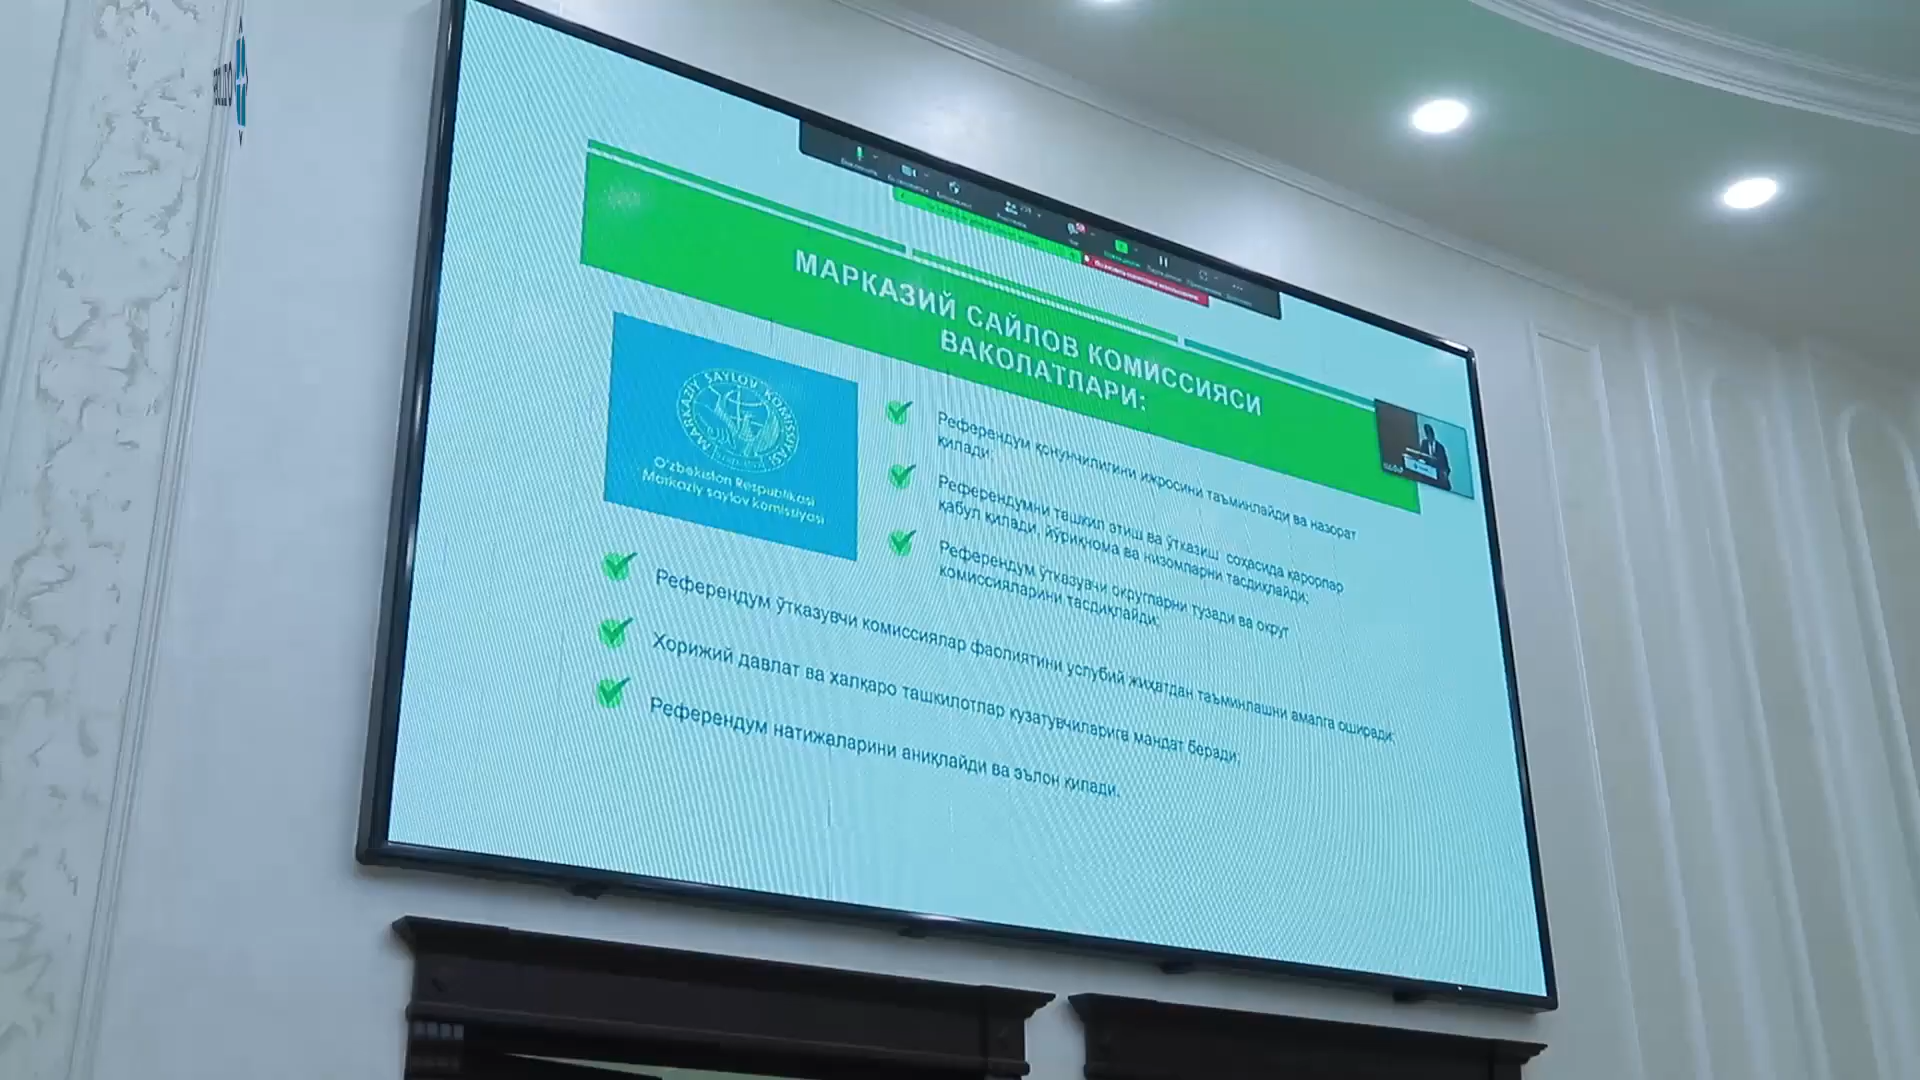 МАРКАЗИЙ САЙЛОВ КОМИССИЯСИ
ВАКОЛАТЛАРИ:
MARKAZIY SAYLOV KOMISSIYASI
O'zbekiston Respublikasi
Markaziy saylov komissiyasi
Референдум қонунчилигини ижросини таъминлайди ва назорат
қилади;
Референдумни ташкил этиш ва ўтказиш соҳасида қарорлар
қабул қилади, йўриқнома ва низомларни тасдиқлайди;
Референдум ўтказувчи округларни тузади ва округ
комиссияларини тасдиқлайди;
Референдум ўтказувчи комиссиялар фаолиятини услубий жиҳатдан таъминлашни амалга оширади;
Хорижий давлат ва халқаро ташкилотлар кузатувчиларига мандат беради;
Референдум натижаларини аниқлайди ва эълон қилади.